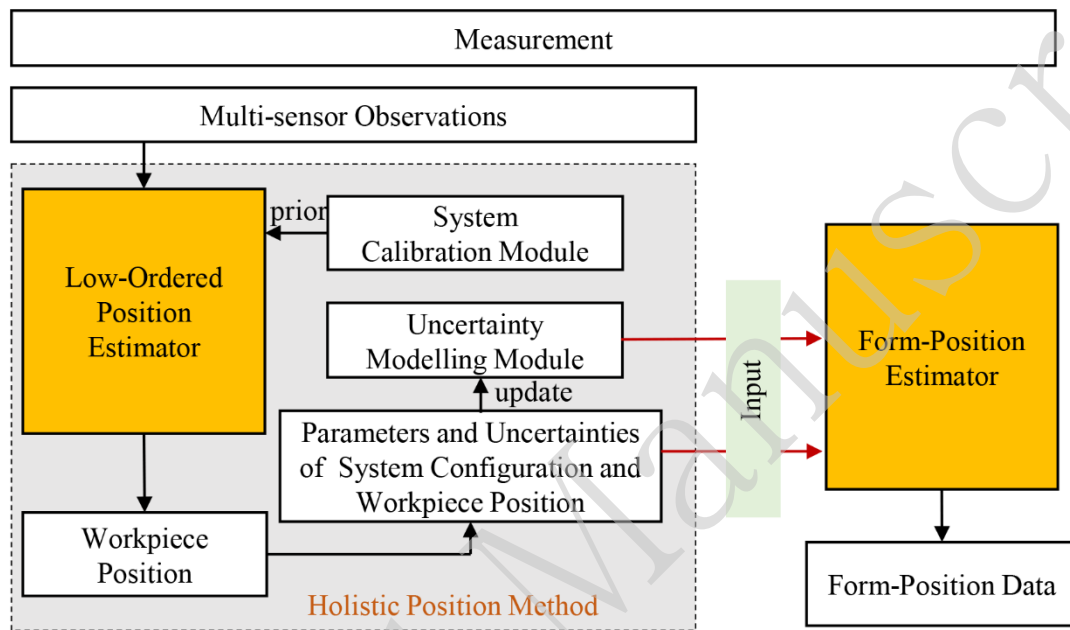 Measurement
Multi-sensor Observations
prior
System
Calibration Module
Low-Ordered
Position
Estimator
Uncertainty
Modelling Module
update
Parameters and Uncertainties
of System Configuration and
Workpiece Position
Workpiece
Position
Holistic Position Method
Input
Form-Position
Estimator
Form-Position Data
Manuscr